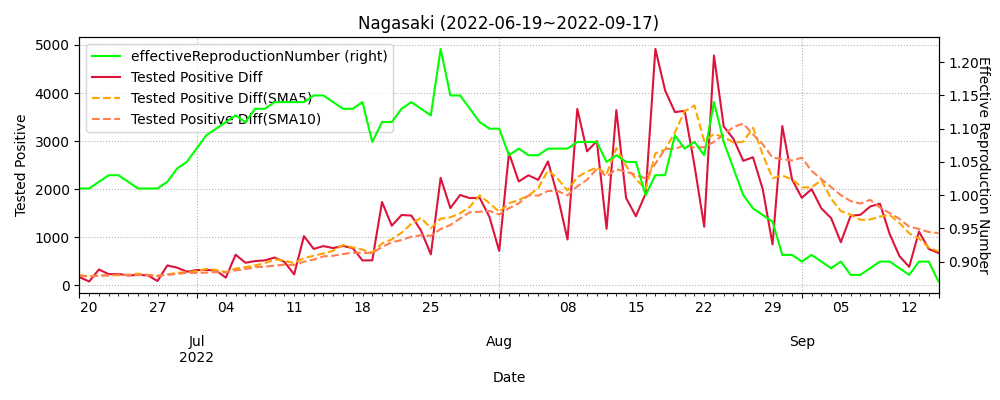 Nagasaki (2022-06-19~2022-09-17)
effectiveReproductionNumber (right)
Tested Positive Diff
Tested Positive Diff(SMA5)
Tested Positive Diff(SMA10)
Tested Positive
5000
4000
3000
2000
1000
0
Effective Reproduction Number
1.20
1.15
1.10
1.05
1.00
0.95
0.90
20 27 04 11 18 25 08 15 22 29 05 12
Jul Aug Sep
2022
Date